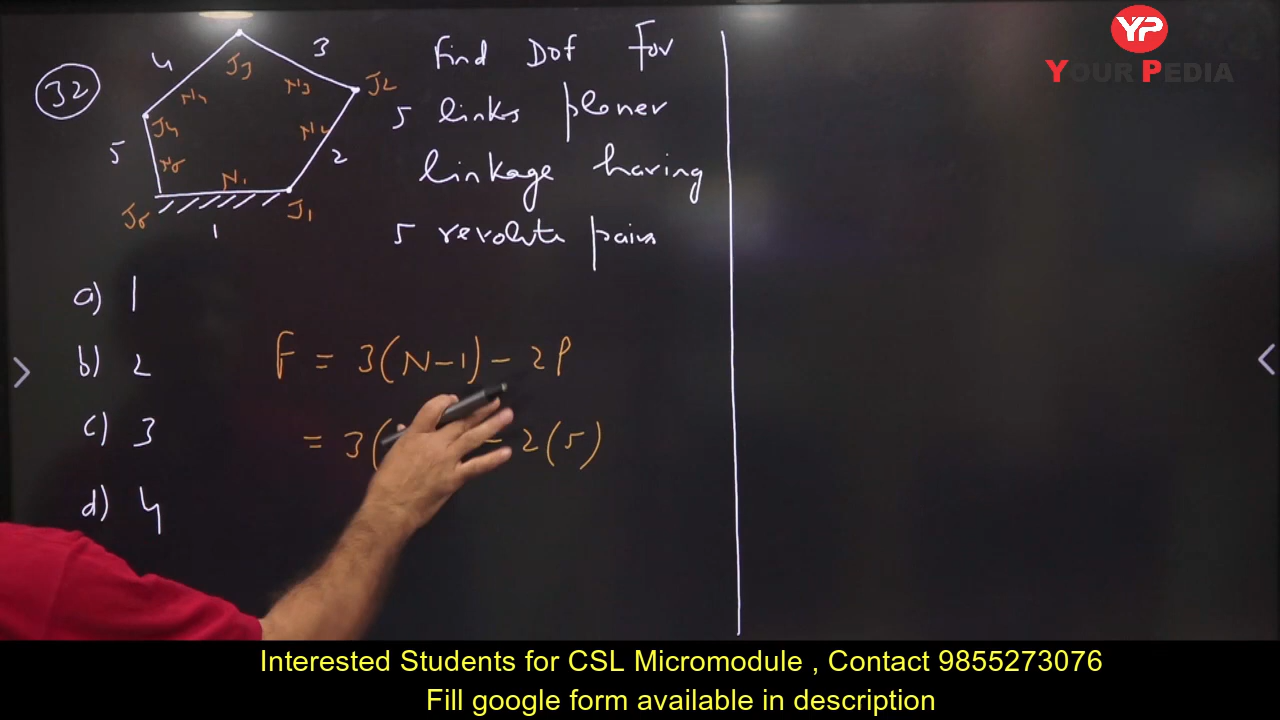 YP
YOUR PEDIA
32
4
3
J3
N4
N3
J2
J4
5
N5
N2
2
N1
J5
J1
1
Find DOF For
5 links planer
linkage having
5 revolute pairs
a) 1
b) 2
c) 3
d) 4
F = 3(N-1) - 2P
= 3( - 2(5)
Interested Students for CSL Micromodule , Contact 9855273076
Fill google form available in description